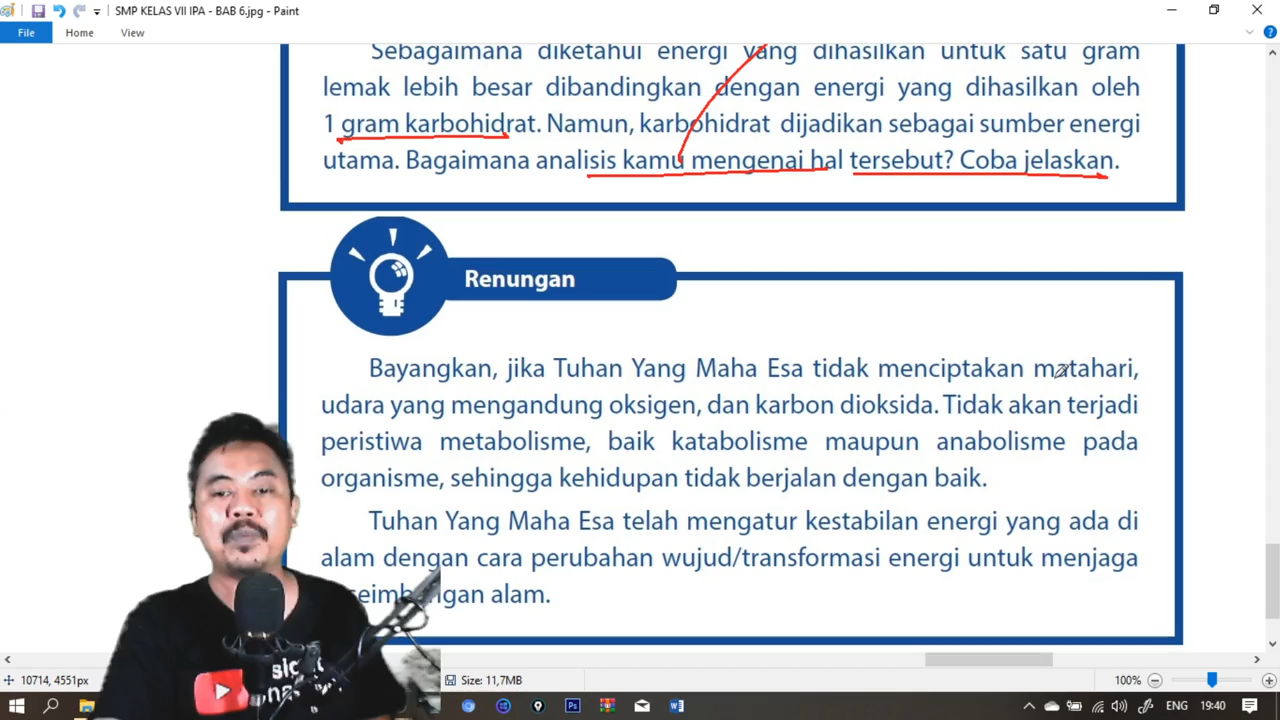 SMP KELAS VII IPA - BAB 6.jpg - Paint
File Home View
Sebagaimana diketahui energi yang dihasilkan untuk satu gram
lemak lebih besar dibandingkan dengan energi yang dihasilkan oleh
1 gram karbohidrat. Namun, karbohidrat dijadikan sebagai sumber energi
utama. Bagaimana analisis kamu mengenai hal tersebut? Coba jelaskan.
Renungan
Bayangkan, jika Tuhan Yang Maha Esa tidak menciptakan matahari,
udara yang mengandung oksigen, dan karbon dioksida. Tidak akan terjadi
peristiwa metabolisme, baik katabolisme maupun anabolisme pada
organisme, sehingga kehidupan tidak berjalan dengan baik.
Tuhan Yang Maha Esa telah mengatur kestabilan energi yang ada di
alam dengan cara perubahan wujud/transformasi energi untuk menjaga
alam.
10714, 4551px Size: 11,7MB 100%
Ps W ENG 19:40